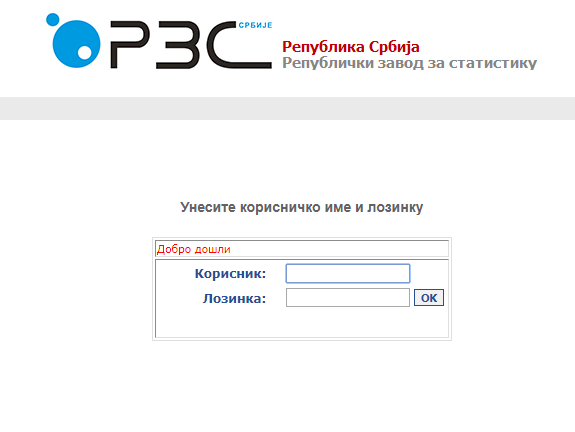 РЗС СРБИЈЕ
Република Србија
Републички завод за статистику
Унесите корисничко име и лозинку
Добро дошли
Корисник:
Лозинка:
OK